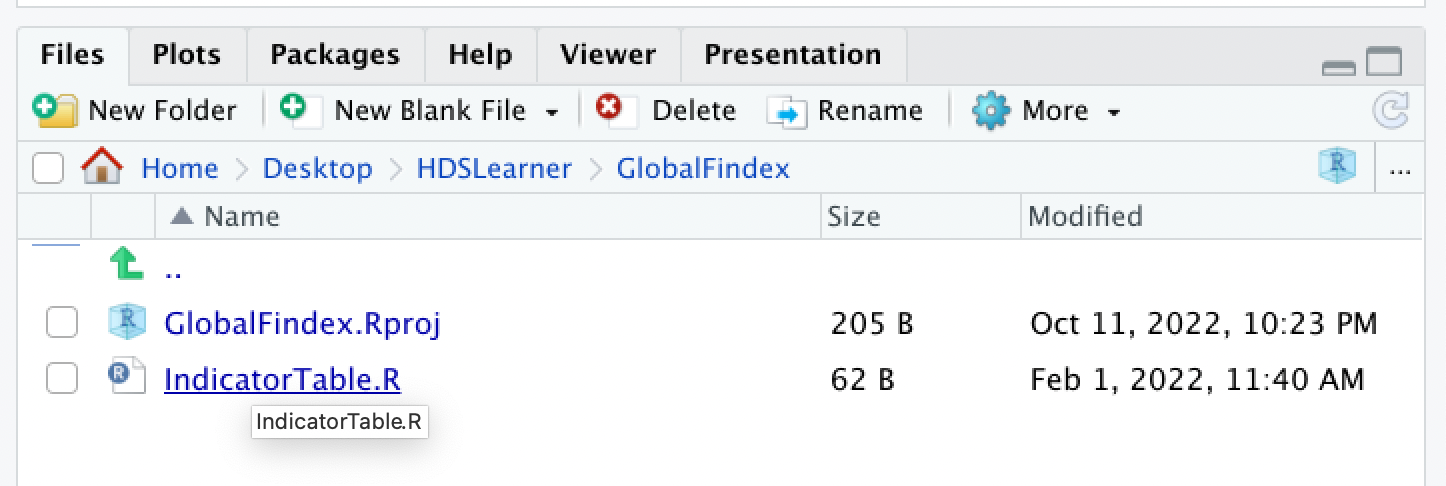 Files Plots Packages Help Viewer Presentation
New Folder New Blank File Delete Rename More
Home Desktop HDSLearner GlobalFindex R ...
Name Size Modified
..
R GlobalFindex.Rproj 205 B Oct 11, 2022, 10:23 PM
R IndicatorTable.R 62 B Feb 1, 2022, 11:40 AM
IndicatorTable.R